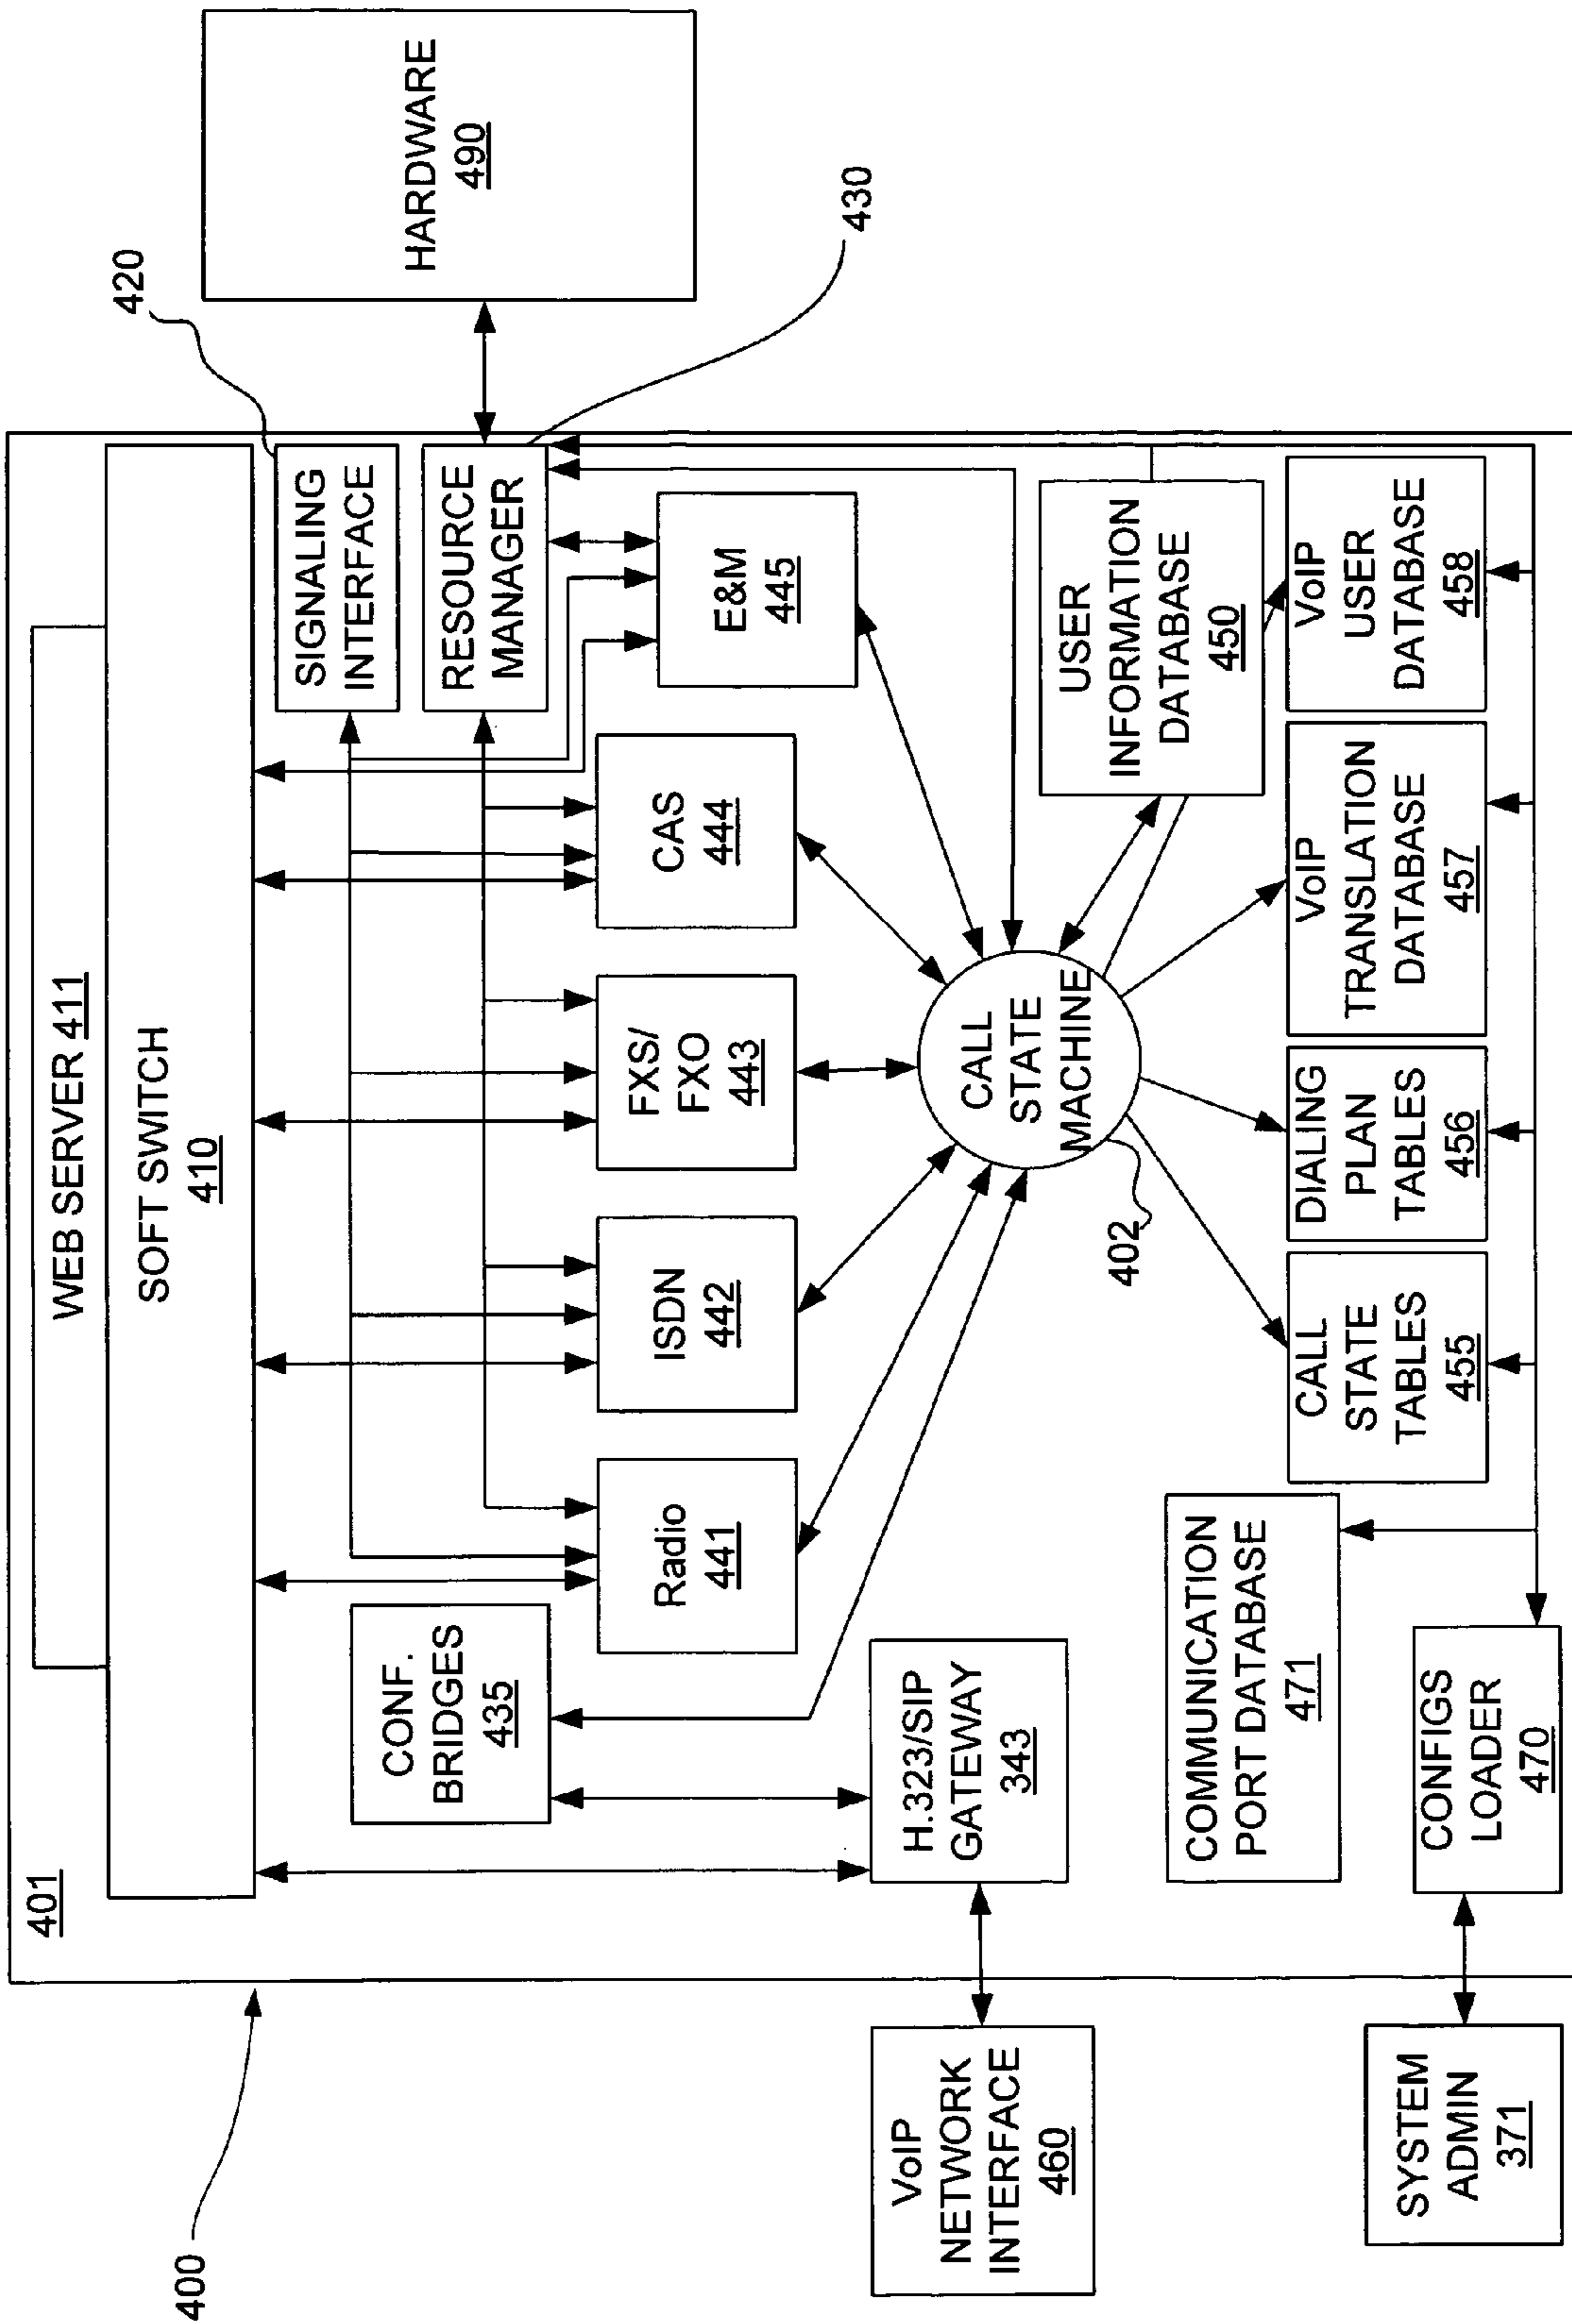 400
401
WEB SERVER 411
SOFT SWITCH
410
420
SIGNALING
INTERFACE
CONF.
BRIDGES
435
RESOURCE
MANAGER
HARDWARE
490
430
Radio
441
ISDN
442
FXS/
FXO
443
CAS
444
E&M
445
VoIP
NETWORK
INTERFACE
460
H.323/SIP
GATEWAY
343
CALL
STATE
MACHINE
402
USER
INFORMATION
DATABASE
450
COMMUNICATION
PORT DATABASE
471
CALL
STATE
TABLES
455
DIALING
PLAN
TABLES
456
VoIP
TRANSLATION
DATABASE
457
VoIP
USER
DATABASE
458
SYSTEM
ADMIN
371
CONFIGS
LOADER
470